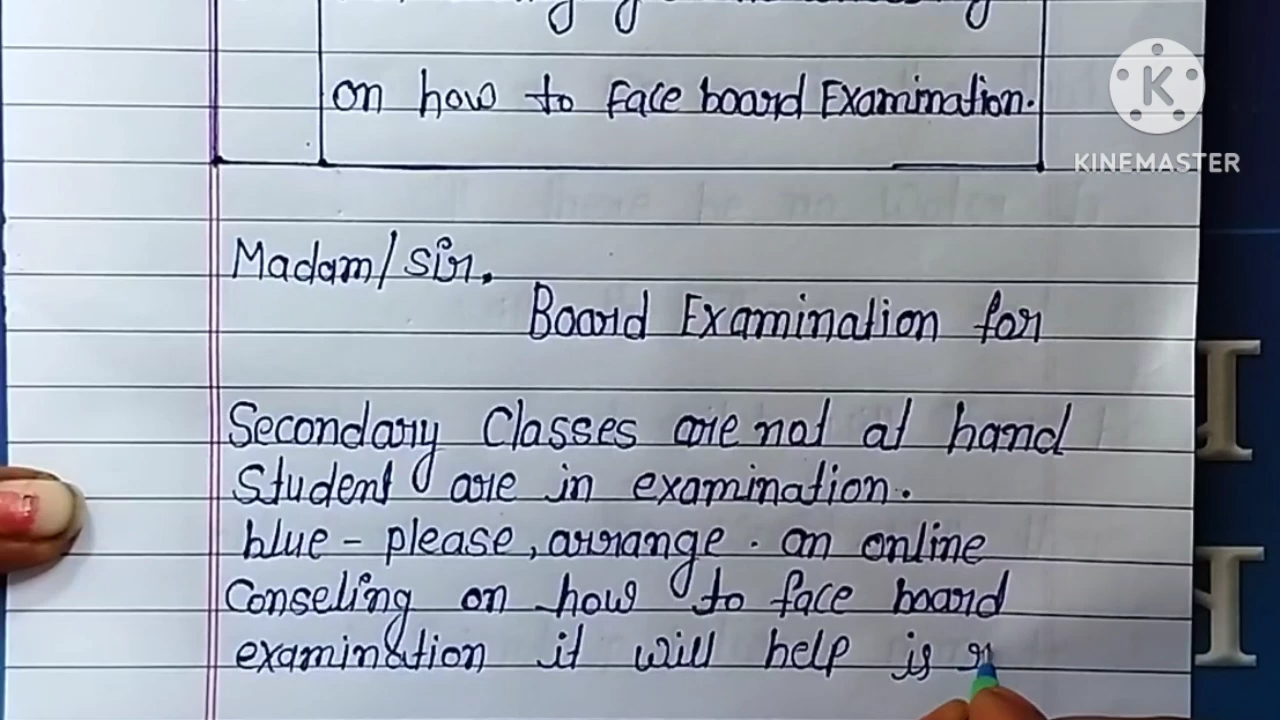 on how to Face board Examination.
K
KINEMASTER
Madam/Sir.
Board Examination for
Secondary Classes are not at hand
Student are in examination.
blue - please, arrange. an online
Conseling on how to face board
examination it will help is